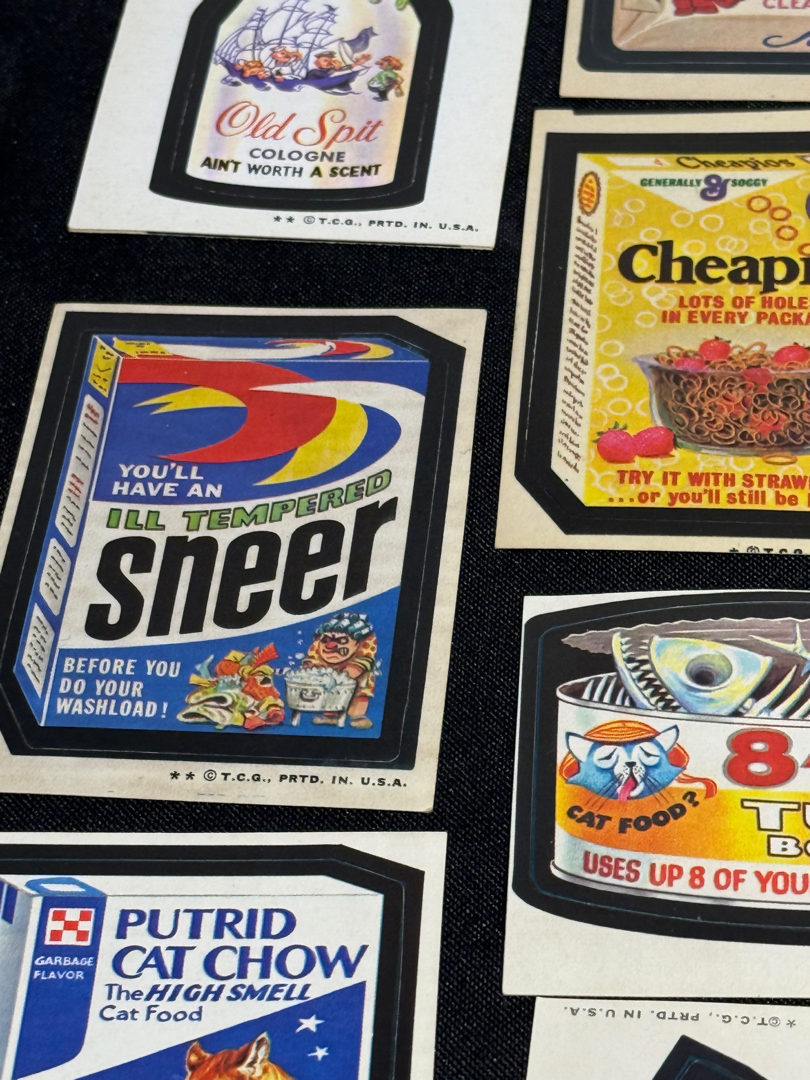 Old Spit
COLOGNE
AIN'T WORTH A SCENT
** ©T.C.G., PRTD. IN. U.S.A.
CLEA
4 Cheapios
GENERALLY & SOGGY
Cheapi
LOTS OF HOLE
IN EVERY PACKA
TRY IT WITH STRAW
...or you'll still be
YOU'LL
HAVE AN
ILL TEMPERED
sneer
BEFORE YOU
DO YOUR
WASHLOAD!
** ©T.C.G., PRTD. IN. U.S.A.
8
CAT FOOD?
TU
USES UP 8 OF YOU
PUTRID
CAT CHOW
GARBAGE
FLAVOR
The HIGH SMELL
Cat Food
*©T.C.G., PRTD. IN U.S.A.